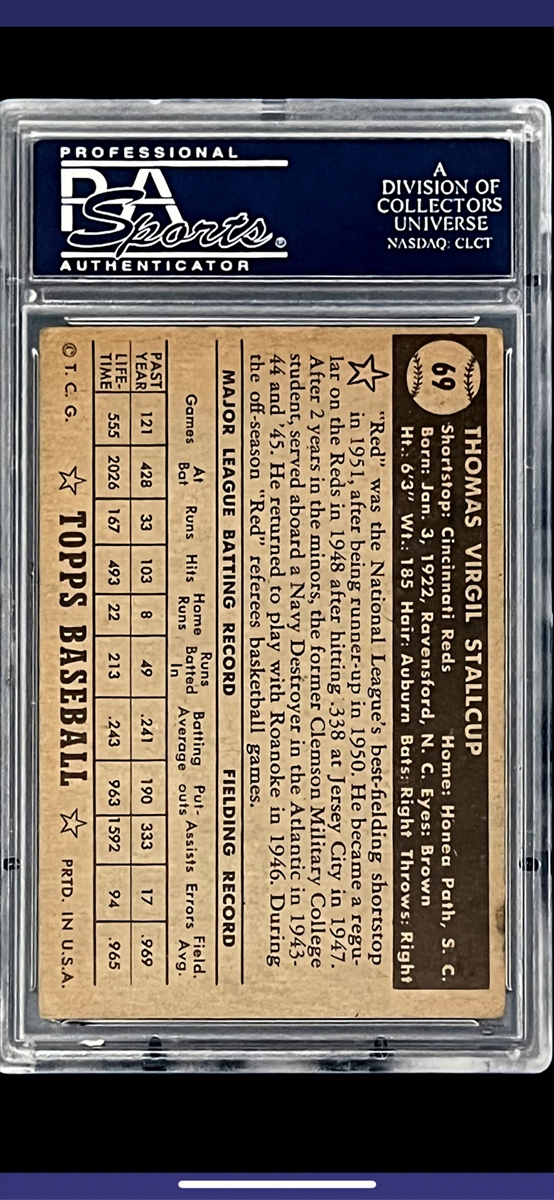 PROFESSIONAL
PSA
Sports®
AUTHENTICATOR
A
DIVISION OF
COLLECTORS
UNIVERSE
NASDAQ: CLCT
69
THOMAS VIRGIL STALLCUP
Shortstop: Cincinnati Reds Home: Honea Path, S. C.
Born: Jan. 3, 1922, Ravensford, N. C. Eyes: Brown
Ht.: 6'3" Wt.: 185 Hair: Auburn Bats: Right Throws: Right
"Red" was the National League's best-fielding shortstop
in 1951, after being runner-up in 1950. He became a regu-
lar on the Reds in 1948 after hitting .338 at Jersey City in 1947.
After 2 years in the minors, the former Clemson Military College
student, served aboard a Navy Destroyer in the Atlantic in 1943-
44 and '45. He returned to play with Roanoke in 1946. During
the off-season "Red" referees basketball games.
MAJOR LEAGUE BATTING RECORD FIELDING RECORD
Games At Bat Runs Hits Home Runs Runs Batted In Batting Average Put-outs Assists Errors Field. Avg.
PAST YEAR 121 428 33 103 8 49 .241 190 333 17 .969
LIFE-TIME 555 2026 167 493 22 213 .243 963 1592 94 .965
© T. C. G. TOPPS BASEBALL PRTD. IN U.S.A.